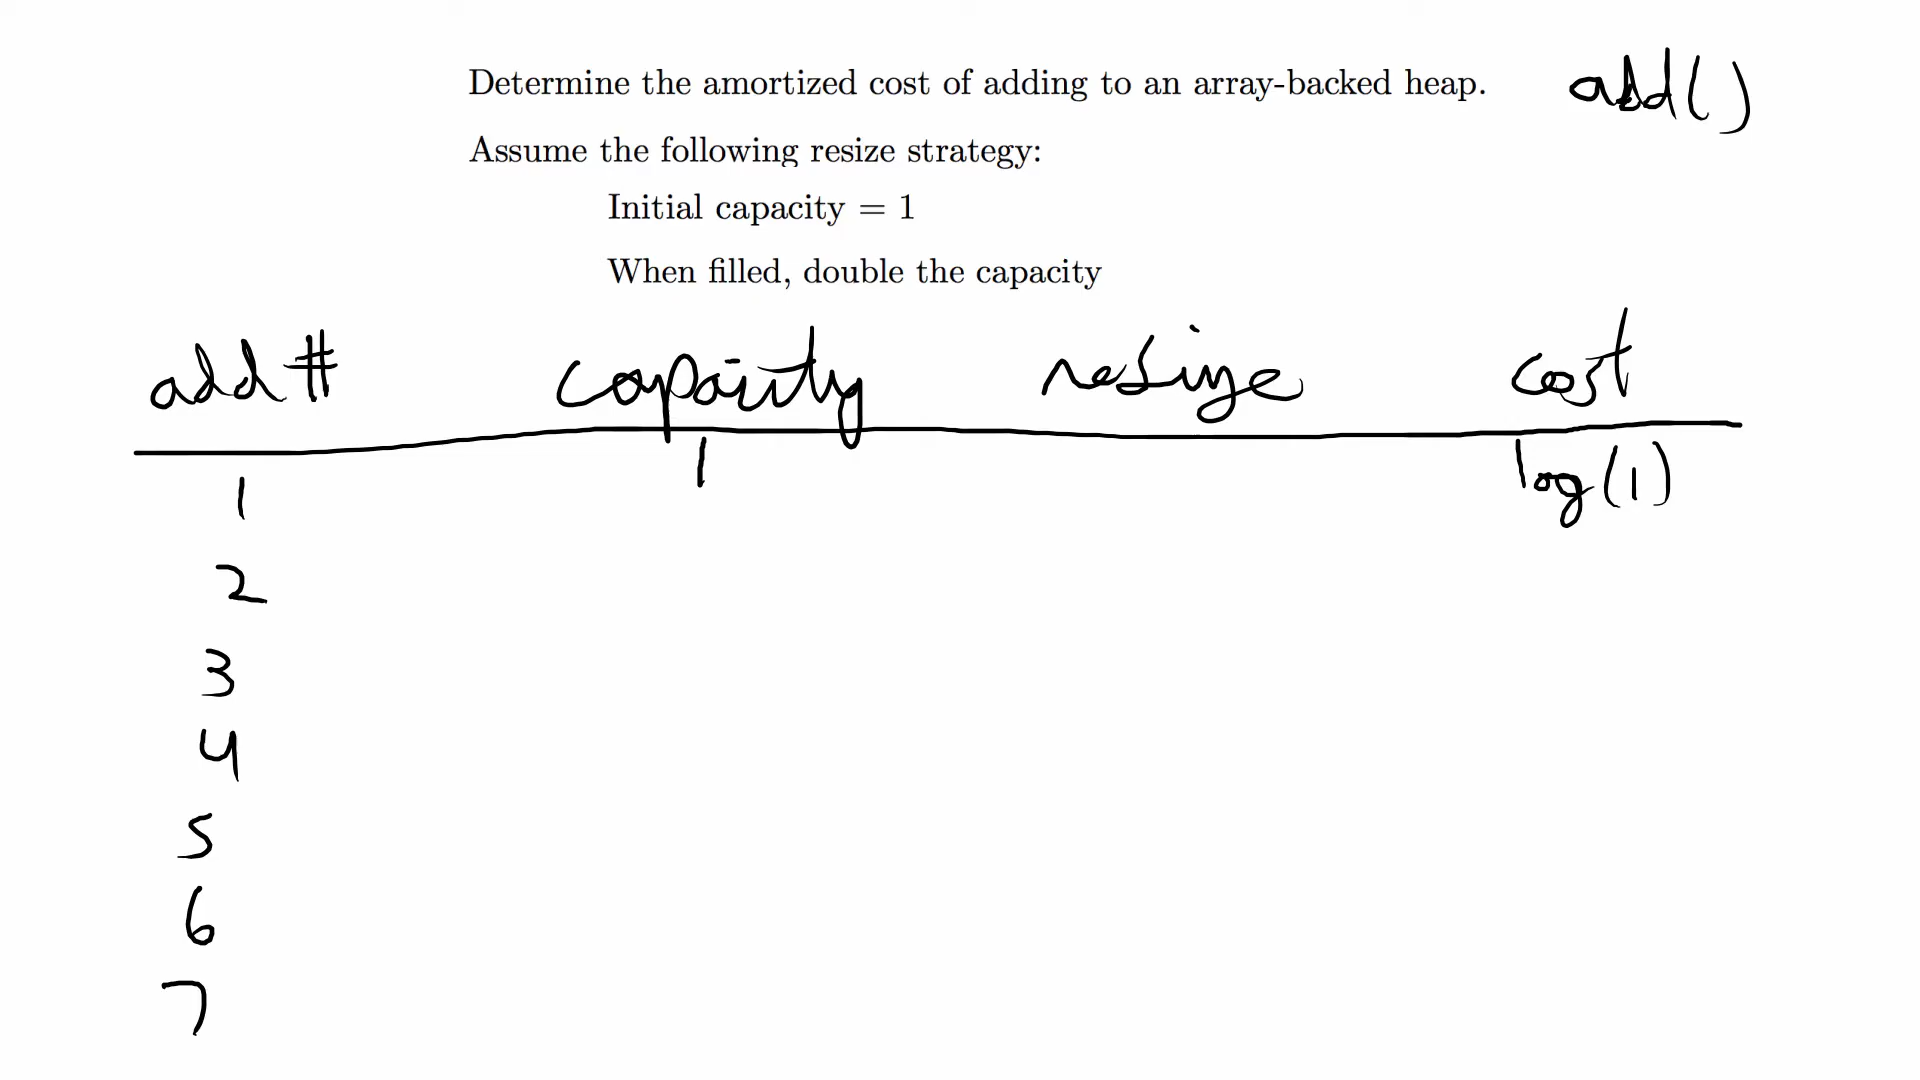 Determine the amortized cost of adding to an array-backed heap. add()
Assume the following resize strategy:
Initial capacity = 1
When filled, double the capacity
add # capacity resize cost
1 1 log(1)
2
3
4
5
6
7